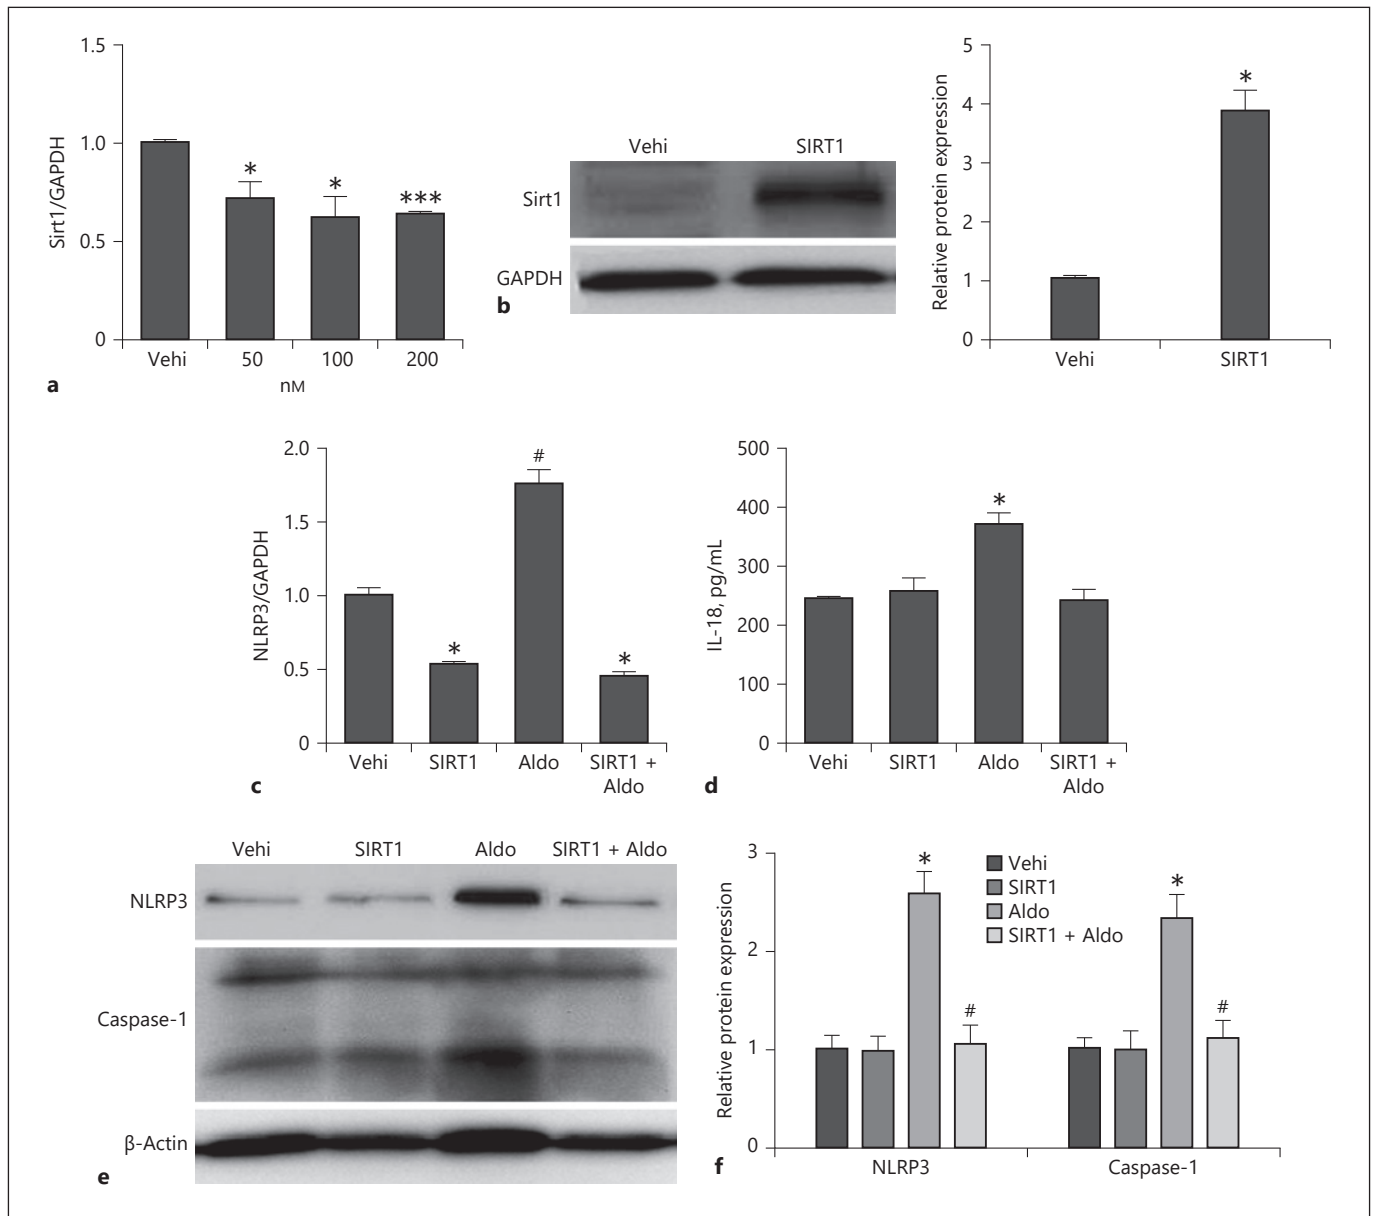 1.5
1.0
0.5
0
Sirt1/GAPDH
*
*
***
Vehi 50 100 200
nM
a
Vehi SIRT1
Sirt1
GAPDH
b
5
4
3
2
1
0
Relative protein expression
*
Vehi SIRT1
2.0
1.5
1.0
0.5
0
NLRP3/GAPDH
*
#
*
Vehi SIRT1 Aldo SIRT1 +
Aldo
c
500
400
300
200
100
0
IL-18, pg/mL
*
Vehi SIRT1 Aldo SIRT1 +
Aldo
d
Vehi SIRT1 Aldo SIRT1 + Aldo
NLRP3
Caspase-1
β-Actin
e
3
2
1
0
Relative protein expression
Vehi
SIRT1
Aldo
SIRT1 + Aldo
*
#
*
#
NLRP3 Caspase-1
f